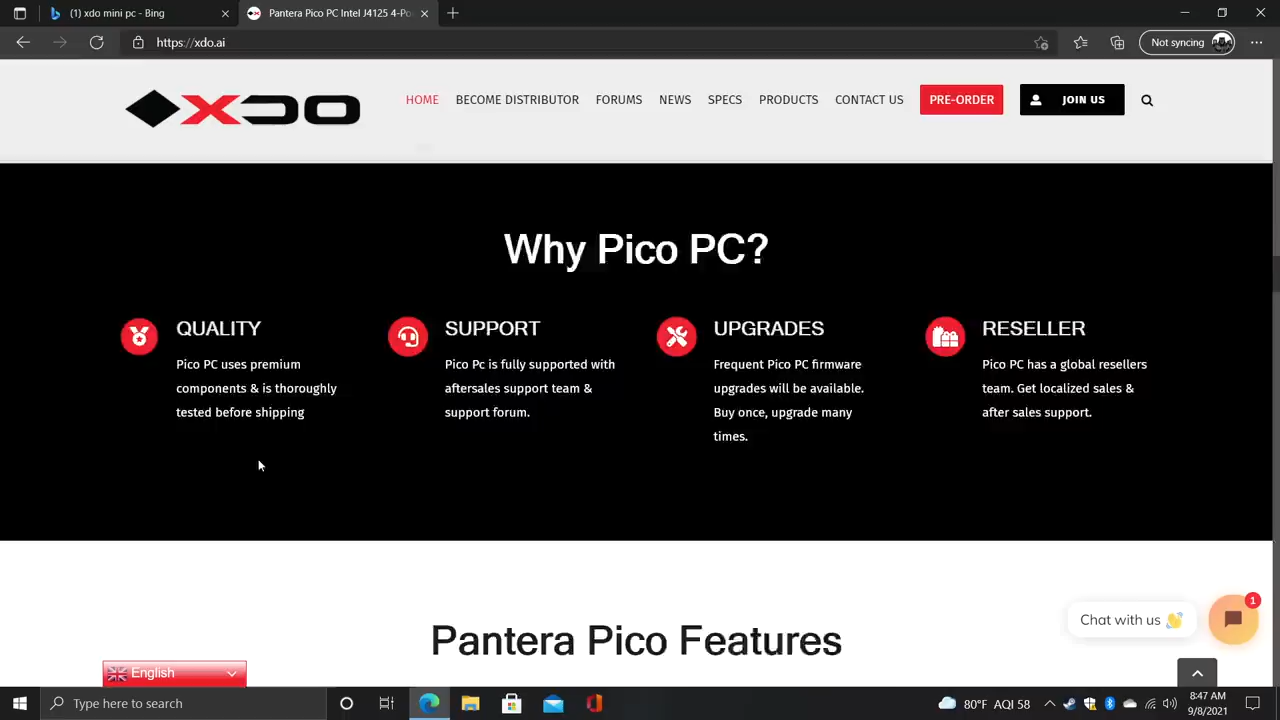 (1) xdo mini pc - Bing
Pantera Pico PC Intel J4125 4-Po
https://xdo.ai
Not syncing
XDO
HOME
BECOME DISTRIBUTOR
FORUMS
NEWS
SPECS
PRODUCTS
CONTACT US
PRE-ORDER
JOIN US
Why Pico PC?
QUALITY
Pico PC uses premium
components & is thoroughly
tested before shipping
SUPPORT
Pico Pc is fully supported with
aftersales support team &
support forum.
UPGRADES
Frequent Pico PC firmware
upgrades will be available.
Buy once, upgrade many
times.
RESELLER
Pico PC has a global resellers
team. Get localized sales &
after sales support.
Pantera Pico Features
Chat with us 👋
1
English
Type here to search
80°F AQI 58
8:47 AM
9/8/2021